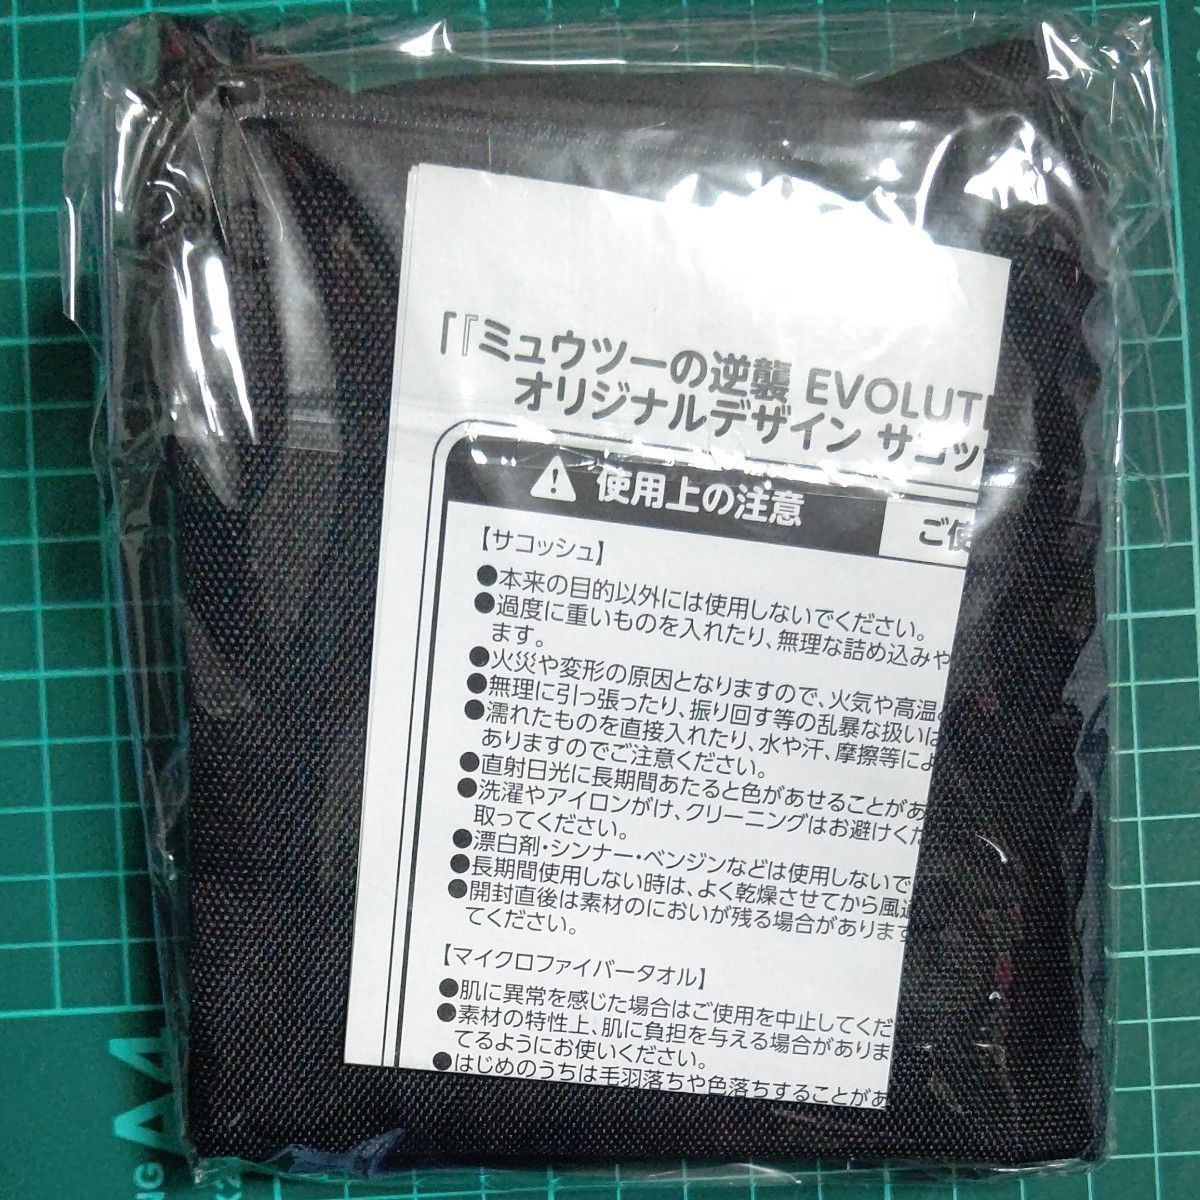 「『ミュウツーの逆襲 EVOLUTI
オリジナルデザイン サコッ
使用上の注意
ご使
【サコッシュ】
●本来の目的以外には使用しないでください。
●過度に重いものを入れたり、無理な詰め込みや
ます。
●火災や変形の原因となりますので、火気や高温
●無理に引っ張ったり、振り回す等の乱暴な扱いは
●濡れたものを直接入れたり、水や汗、摩擦等によ
ありますのでご注意ください。
●直射日光に長期間あたると色があせることがあ
●洗濯やアイロンがけ、クリーニングはお避けくだ
取ってください。
●漂白剤・シンナー・ベンジンなどは使用しないで
●長期間使用しない時は、よく乾燥させてから風通
●開封直後は素材のにおいが残る場合があります
てください。
【マイクロファイバータオル】
●肌に異常を感じた場合はご使用を中止してくだ
●素材の特性上、肌に負担を与える場合がありま
てるようにお使いください。
●はじめのうちは毛羽落ちや色落ちすることがあ
A4